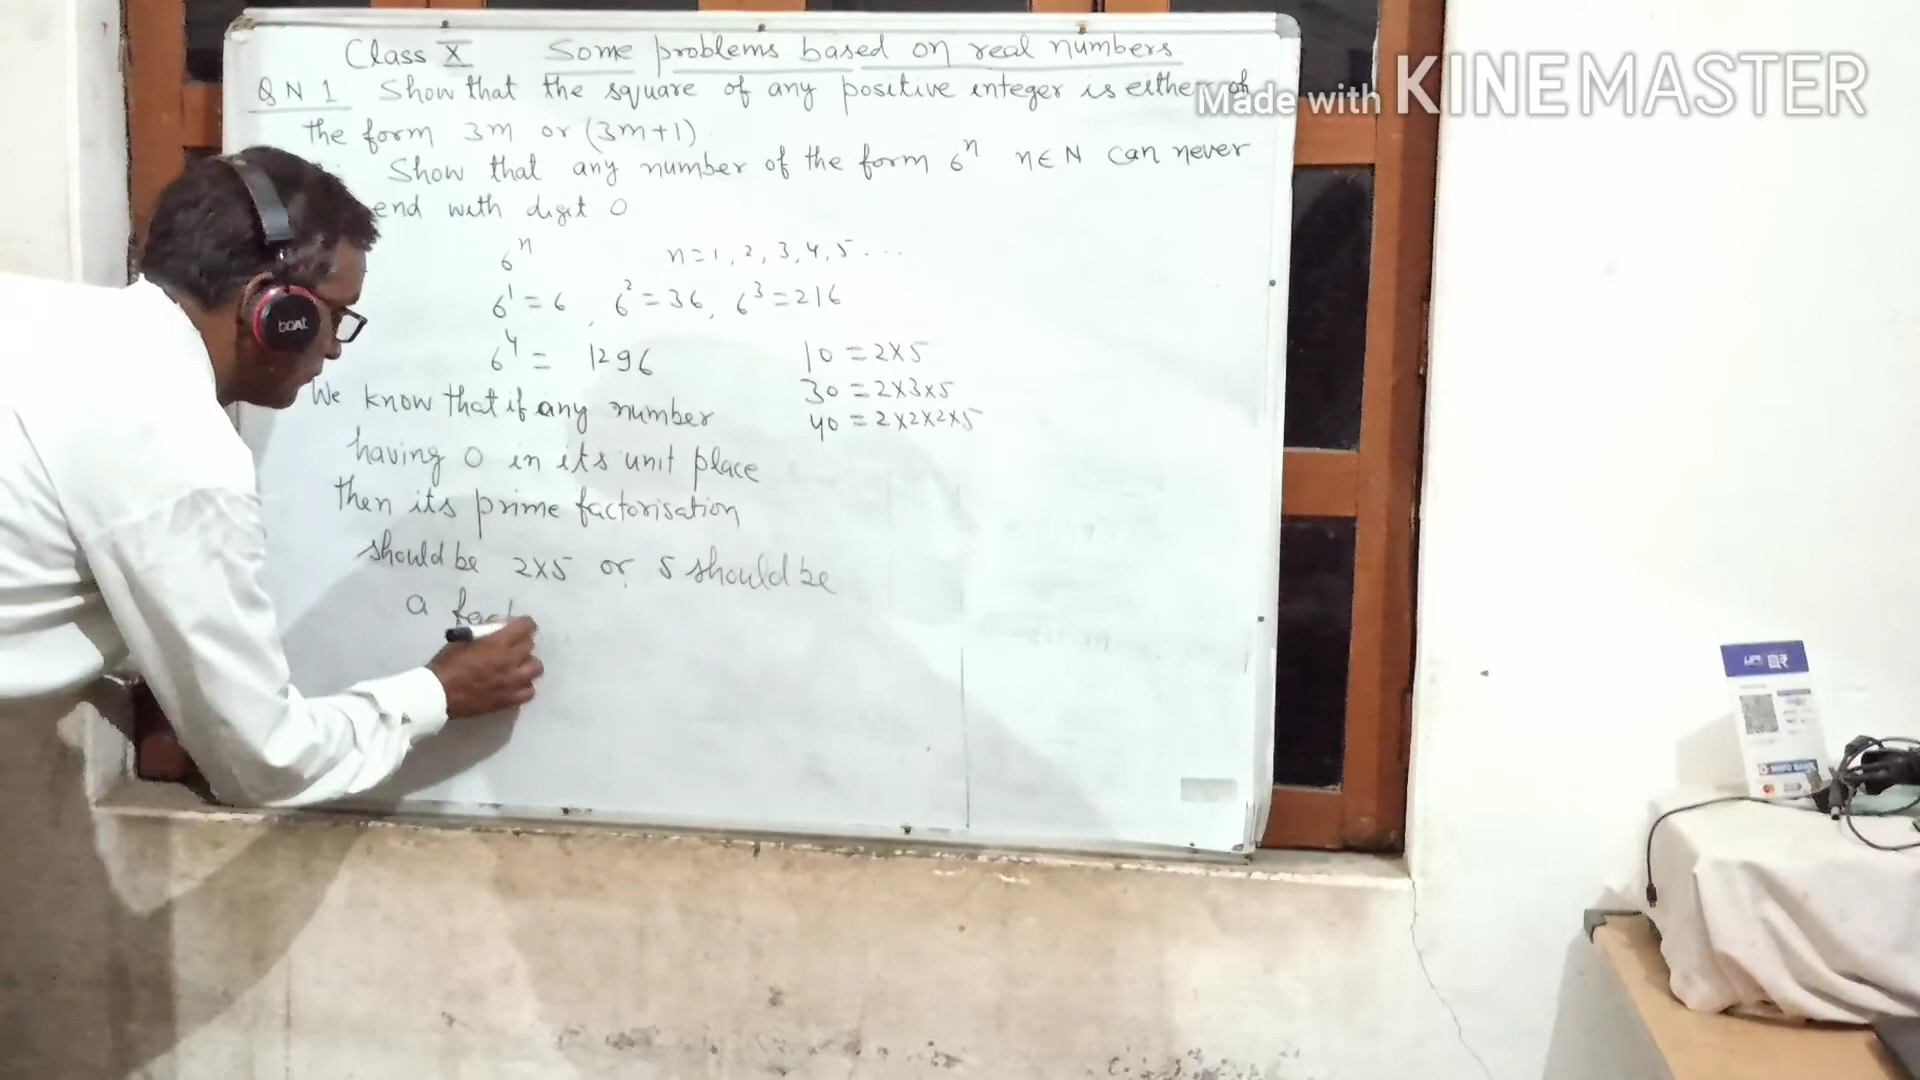 Class X Some problems based on real numbers
Q N 1 Show that the square of any positive integer is either of
the form 3m or (3m+1)
Show that any number of the form 6ⁿ n∈N can never
end with digit 0
6ⁿ n=1, 2, 3, 4, 5 ....
6¹ = 6, 6² = 36, 6³ = 216
6⁴ = 1296
10 = 2×5
30 = 2×3×5
40 = 2×2×2×5
We know that if any number
having 0 in its unit place
then its prime factorisation
should be 2×5 or 5 should be
a fact
Made with KINEMASTER
boAt